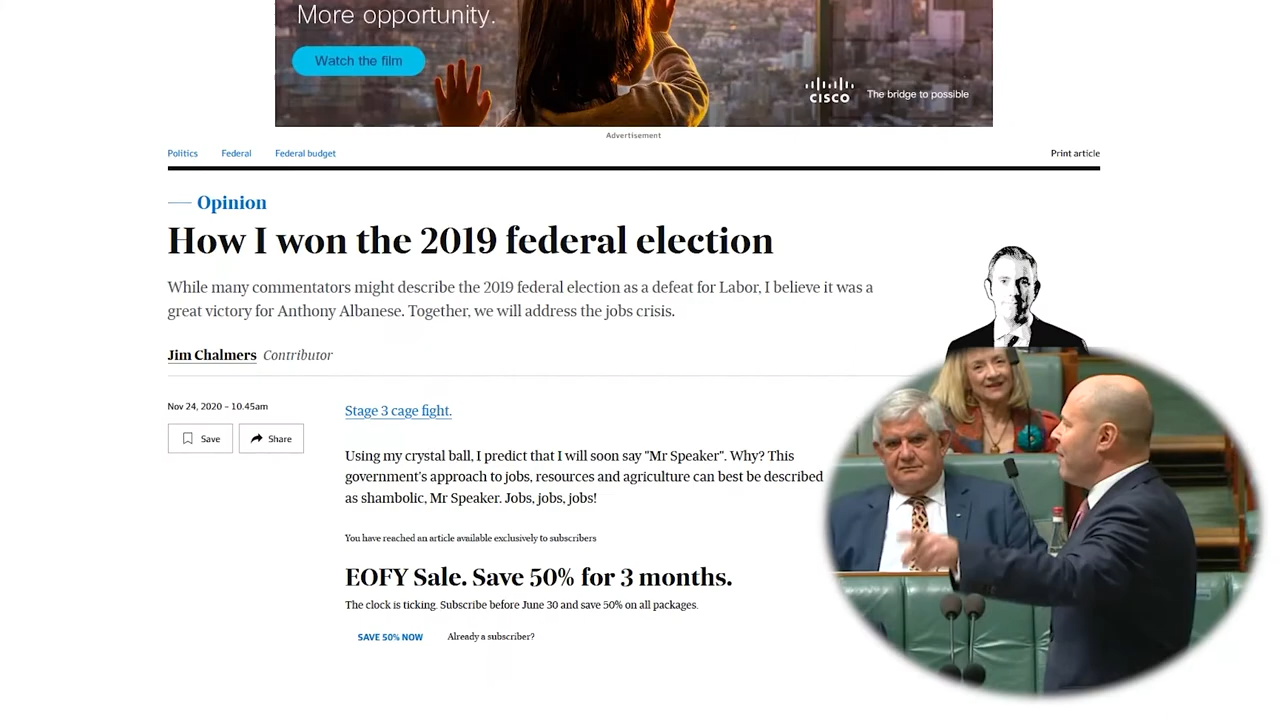 More opportunity.
Watch the film
CISCO
The bridge to possible
Advertisement
Politics Federal Federal budget Print article
Opinion
How I won the 2019 federal election
While many commentators might describe the 2019 federal election as a defeat for Labor, I believe it was a
great victory for Anthony Albanese. Together, we will address the jobs crisis.
Jim Chalmers Contributor
Nov 24, 2020 – 10.45am
Save Share
Stage 3 cage fight.
Using my crystal ball, I predict that I will soon say "Mr Speaker". Why? This
government's approach to jobs, resources and agriculture can best be described
as shambolic, Mr Speaker. Jobs, jobs, jobs!
You have reached an article available exclusively to subscribers
EOFY Sale. Save 50% for 3 months.
The clock is ticking. Subscribe before June 30 and save 50% on all packages.
SAVE 50% NOW Already a subscriber?